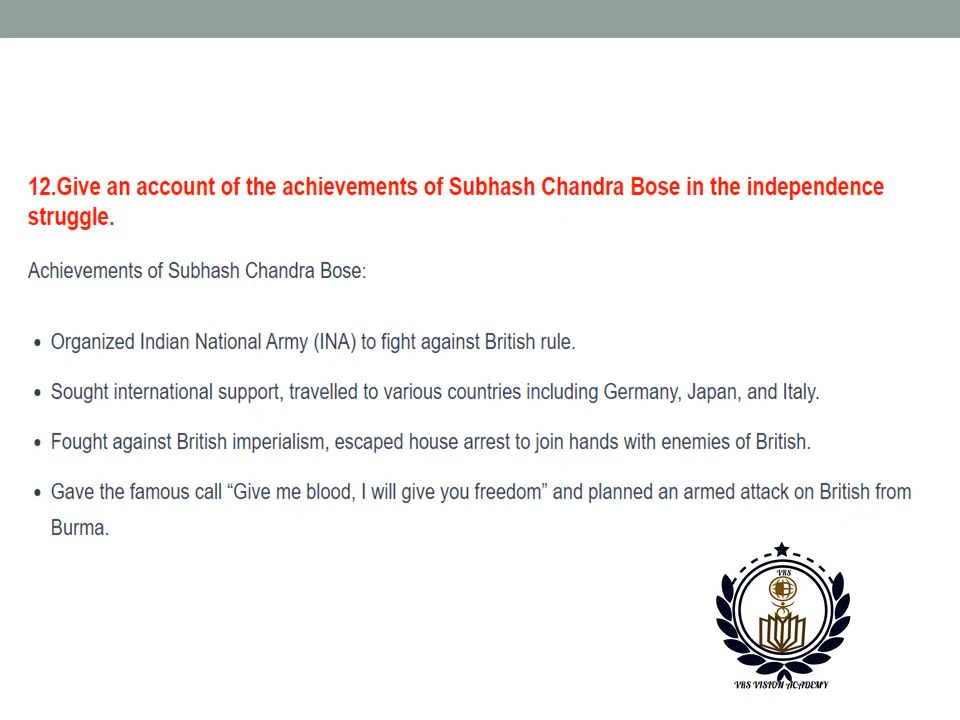 12.Give an account of the achievements of Subhash Chandra Bose in the independence
struggle.
Achievements of Subhash Chandra Bose:
• Organized Indian National Army (INA) to fight against British rule.
• Sought international support, travelled to various countries including Germany, Japan, and Italy.
• Fought against British imperialism, escaped house arrest to join hands with enemies of British.
• Gave the famous call “Give me blood, I will give you freedom” and planned an armed attack on British from
Burma.
VRS
VRS VISION ACADEMY